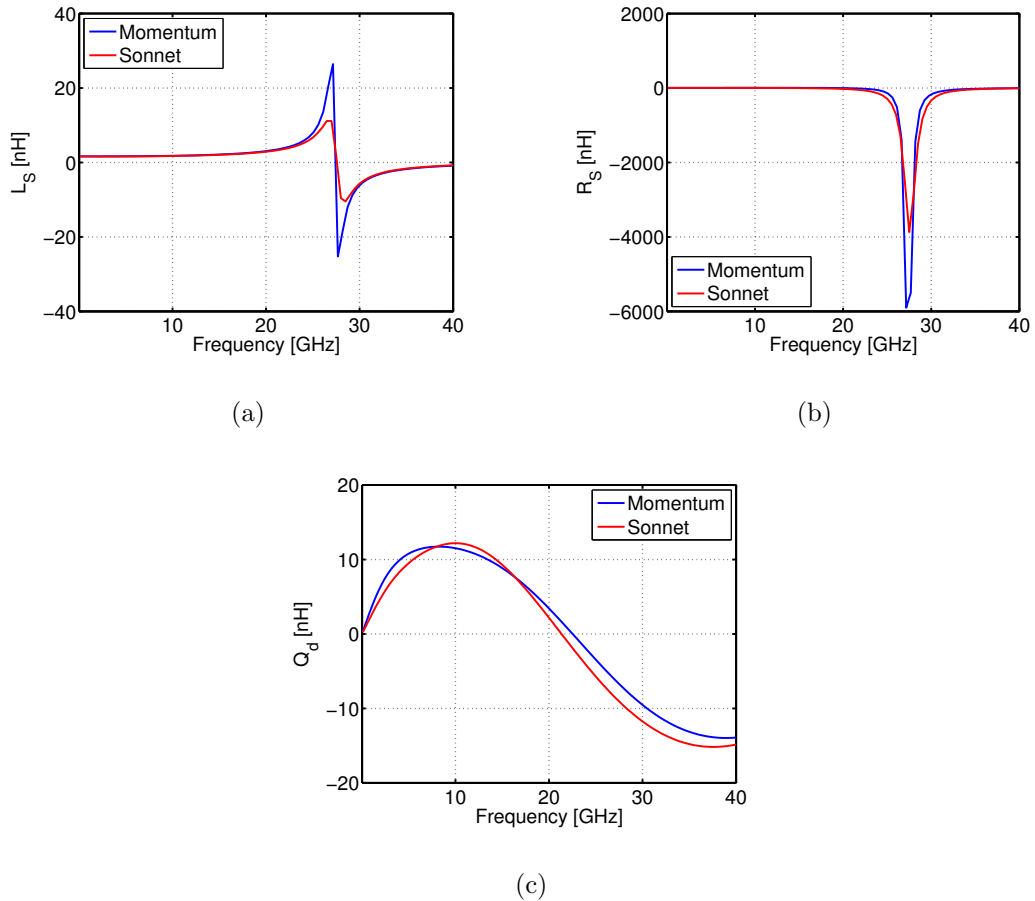 40
20
0
−20
−40
10
20
30
40
L_S [nH]
Frequency [GHz]
Momentum
Sonnet
(a)
2000
0
−2000
−4000
−6000
10
20
30
40
R_S [nH]
Frequency [GHz]
Momentum
Sonnet
(b)
20
10
0
−10
−20
10
20
30
40
Q_d [nH]
Frequency [GHz]
Momentum
Sonnet
(c)